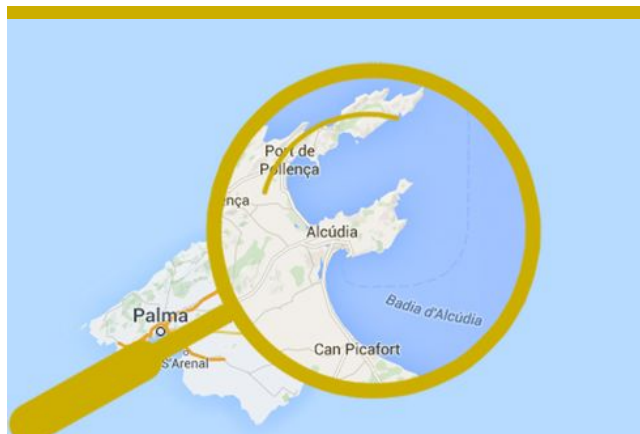 Port de
Pollença
ença
Alcúdia
Badia d'Alcúdia
Palma
Can Picafort
S'Arenal